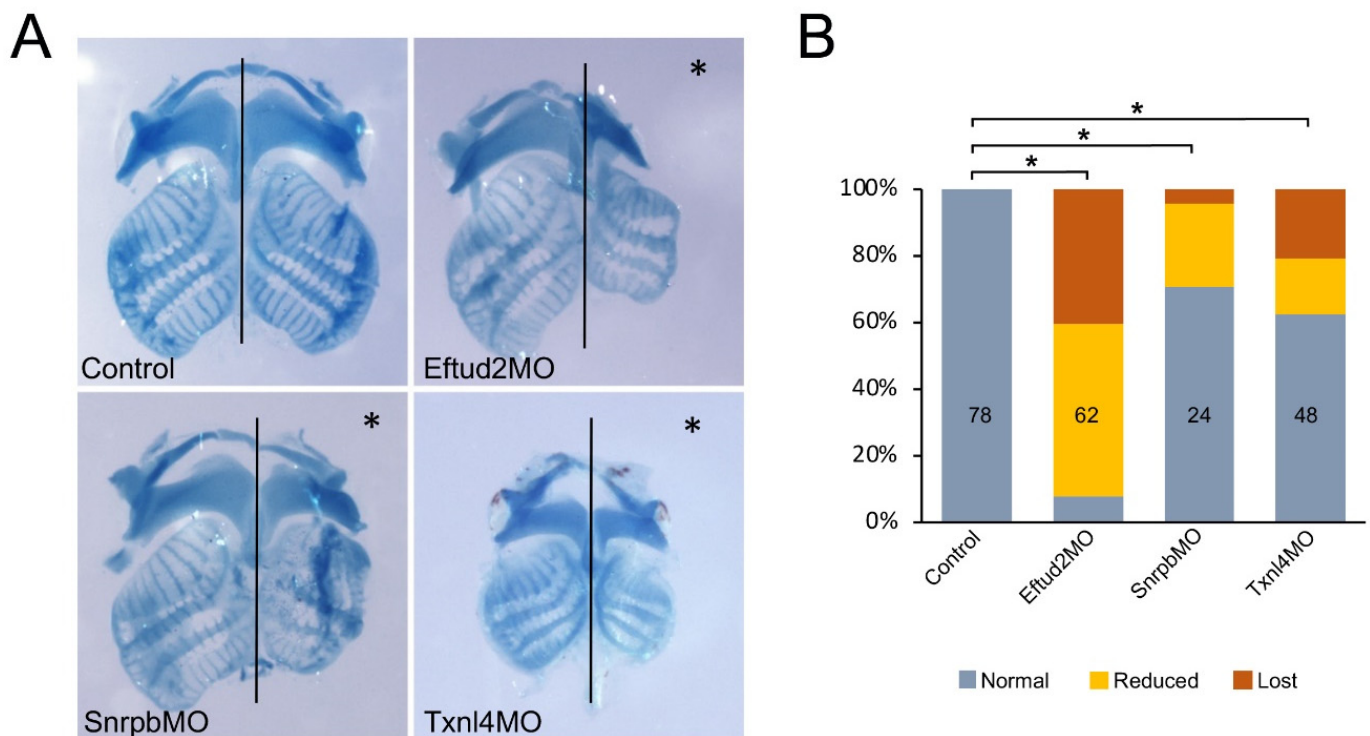 A
*
Control
Eftud2MO
*
*
SnrpbMO
Txnl4MO
B
*
*
*
100%
80%
60%
40%
20%
0%
78
62
24
48
Control
Eftud2MO
SnrpbMO
Txnl4MO
Normal
Reduced
Lost